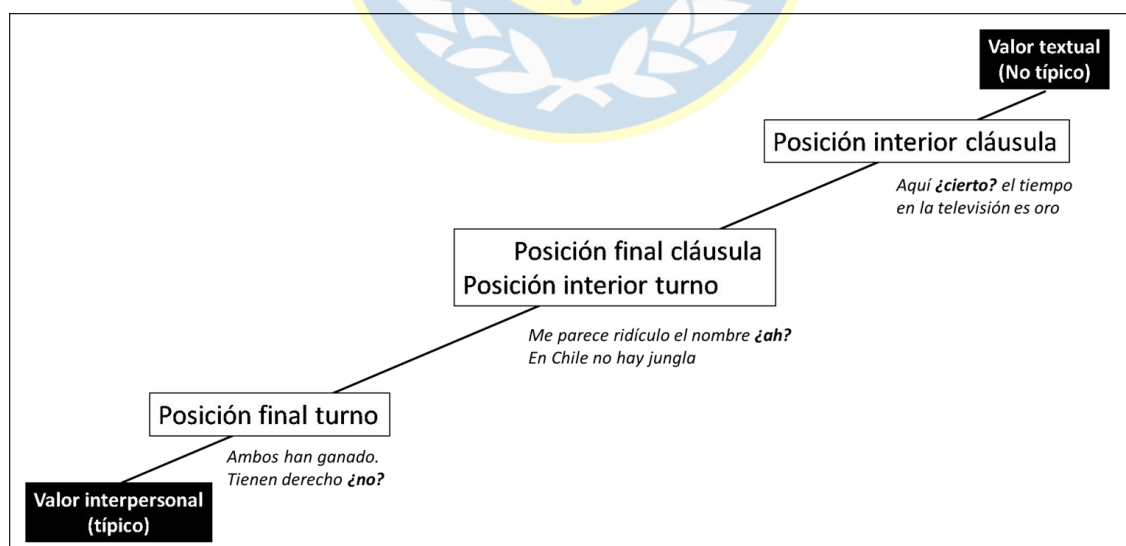 Valor textual
(No típico)
Posición interior cláusula
Aquí ¿cierto? el tiempo
en la televisión es oro
Posición final cláusula
Posición interior turno
Me parece ridículo el nombre ¿ah?
En Chile no hay jungla
Posición final turno
Ambos han ganado.
Tienen derecho ¿no?
Valor interpersonal
(típico)